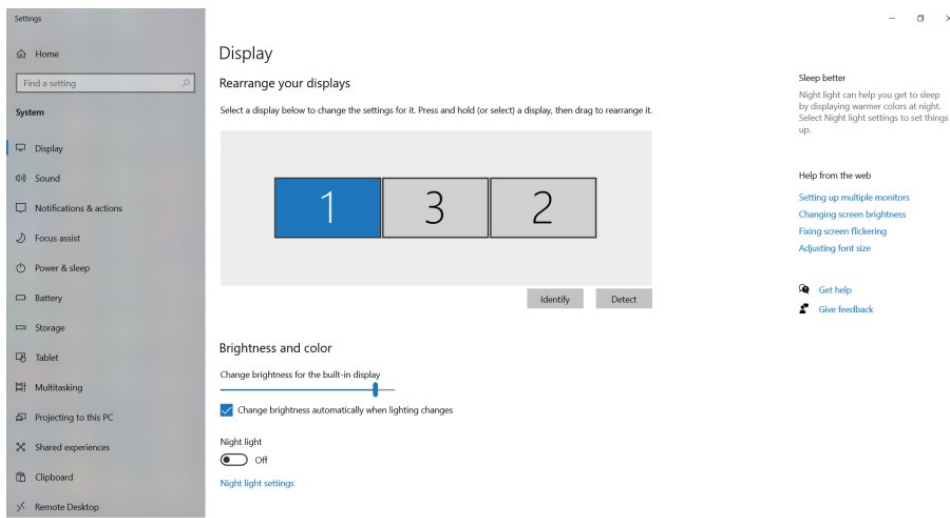 Settings
Home
Find a setting
System
Display
Sound
Notifications & actions
Focus assist
Power & sleep
Battery
Storage
Tablet
Multitasking
Projecting to this PC
Shared experiences
Clipboard
Remote Desktop
Display
Rearrange your displays
Select a display below to change the settings for it. Press and hold (or select) a display, then drag to rearrange it.
1
3
2
Identify
Detect
Brightness and color
Change brightness for the built-in display
Change brightness automatically when lighting changes
Night light
Off
Night light settings
Sleep better
Night light can help you get to sleep
by displaying warmer colors at night.
Select Night light settings to set things
up.
Help from the web
Setting up multiple monitors
Changing screen brightness
Fixing screen flickering
Adjusting font size
Get help
Give feedback